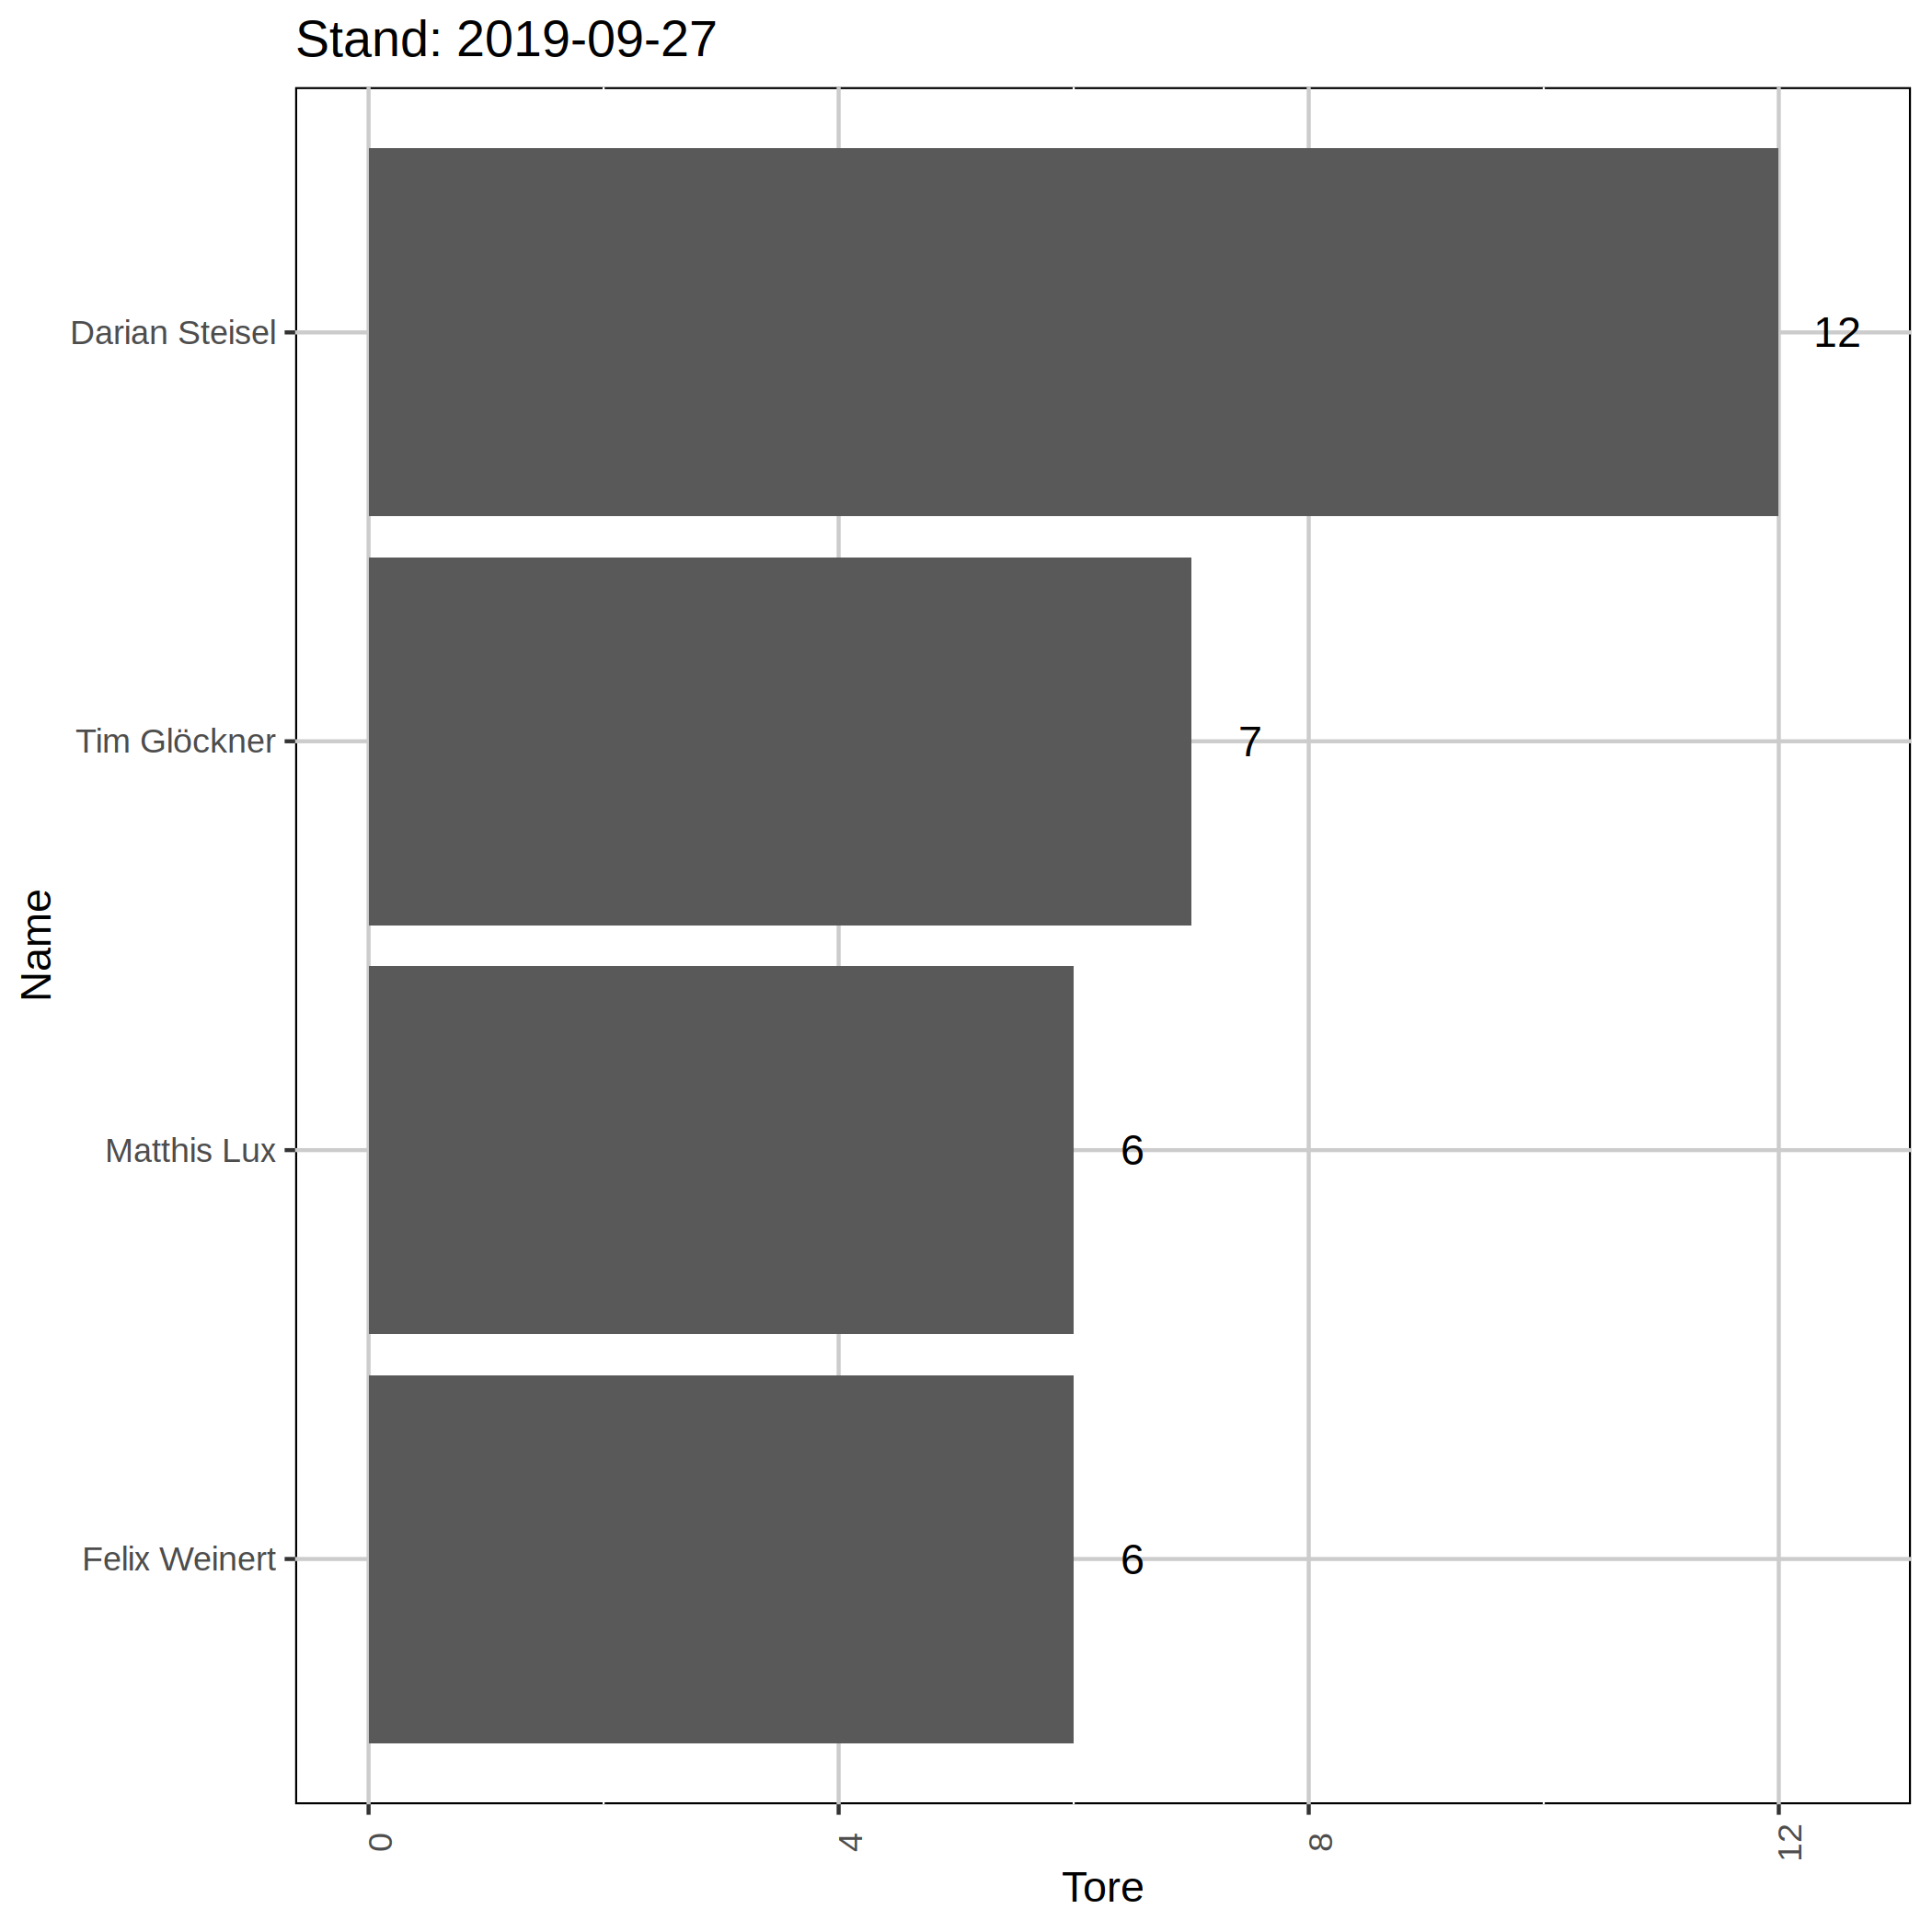 Stand: 2019-09-27
Darian Steisel
12
Tim Glöckner
7
Name
Matthis Lux
6
Felix Weinert
6
0
4
8
12
Tore